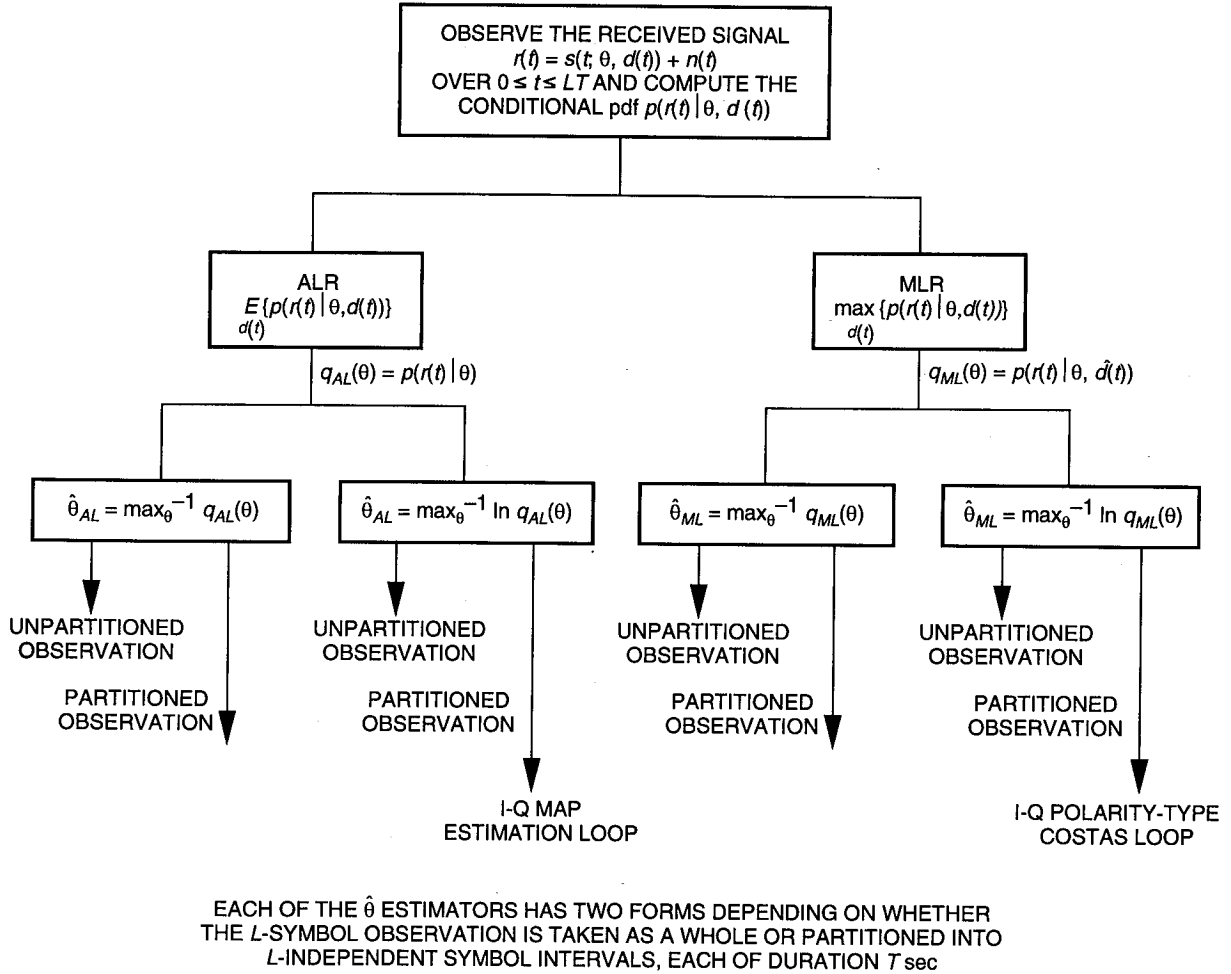 OBSERVE THE RECEIVED SIGNAL
r(t) = s(t; θ, d(t)) + n(t)
OVER 0 ≤ t ≤ LT AND COMPUTE THE
CONDITIONAL pdf p(r(t)|θ, d (t))
ALR
E{p(r(t)|θ,d(t))}
d(t)
MLR
max {p(r(t)|θ,d(t))}
d(t)
q_AL(θ) = p(r(t)|θ)
q_ML(θ) = p(r(t)|θ, d̂(t))
θ̂_AL = max_θ⁻¹ q_AL(θ)
θ̂_AL = max_θ⁻¹ ln q_AL(θ)
θ̂_ML = max_θ⁻¹ q_ML(θ)
θ̂_ML = max_θ⁻¹ ln q_ML(θ)
UNPARTITIONED
OBSERVATION
PARTITIONED
OBSERVATION
UNPARTITIONED
OBSERVATION
PARTITIONED
OBSERVATION
I-Q MAP
ESTIMATION LOOP
UNPARTITIONED
OBSERVATION
PARTITIONED
OBSERVATION
UNPARTITIONED
OBSERVATION
PARTITIONED
OBSERVATION
I-Q POLARITY-TYPE
COSTAS LOOP
EACH OF THE θ̂ ESTIMATORS HAS TWO FORMS DEPENDING ON WHETHER
THE L-SYMBOL OBSERVATION IS TAKEN AS A WHOLE OR PARTITIONED INTO
L-INDEPENDENT SYMBOL INTERVALS, EACH OF DURATION T sec